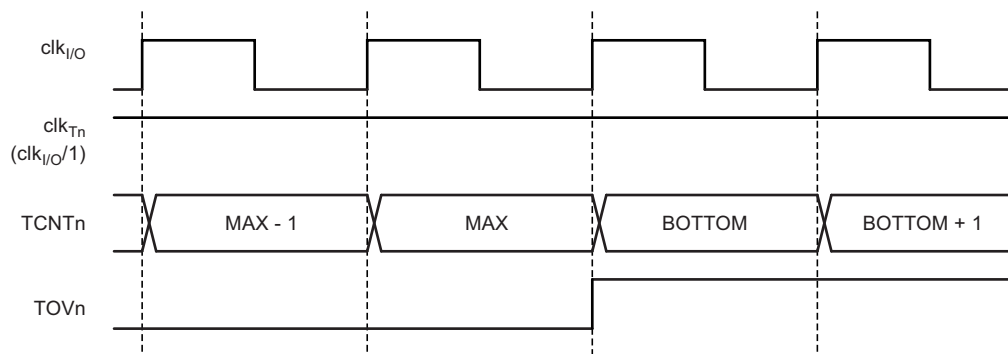 clkI/O
clkTn
(clkI/O/1)
TCNTn MAX - 1 MAX BOTTOM BOTTOM + 1
TOVn